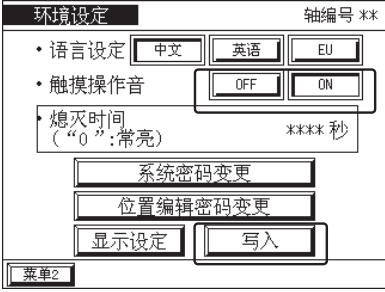 环境设定 轴编号 **
・语言设定 中文 英语 EU
・触摸操作音 OFF ON
・熄灭时间
(“0”:常亮) **** 秒
系统密码变更
位置编辑密码变更
显示设定 写入
菜单2